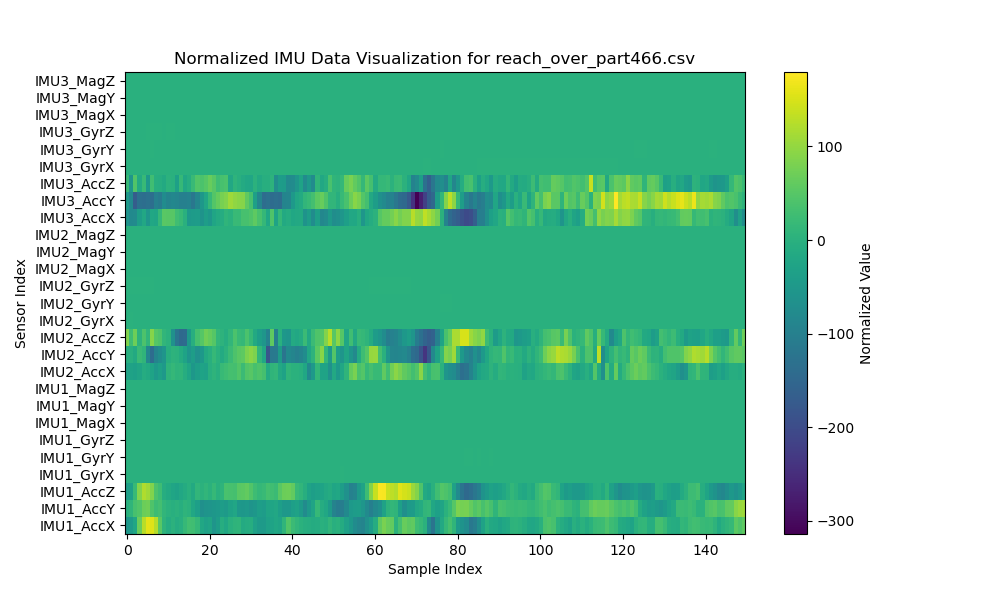 Normalized IMU Data Visualization for reach_over_part466.csv
IMU3_MagZ
IMU3_MagY
IMU3_MagX
IMU3_GyrZ
IMU3_GyrY
IMU3_GyrX
IMU3_AccZ
IMU3_AccY
IMU3_AccX
IMU2_MagZ
IMU2_MagY
IMU2_MagX
IMU2_GyrZ
IMU2_GyrY
IMU2_GyrX
IMU2_AccZ
IMU2_AccY
IMU2_AccX
IMU1_MagZ
IMU1_MagY
IMU1_MagX
IMU1_GyrZ
IMU1_GyrY
IMU1_GyrX
IMU1_AccZ
IMU1_AccY
IMU1_AccX
Sensor Index
0 20 40 60 80 100 120 140
Sample Index
100
0
−100
−200
−300
Normalized Value